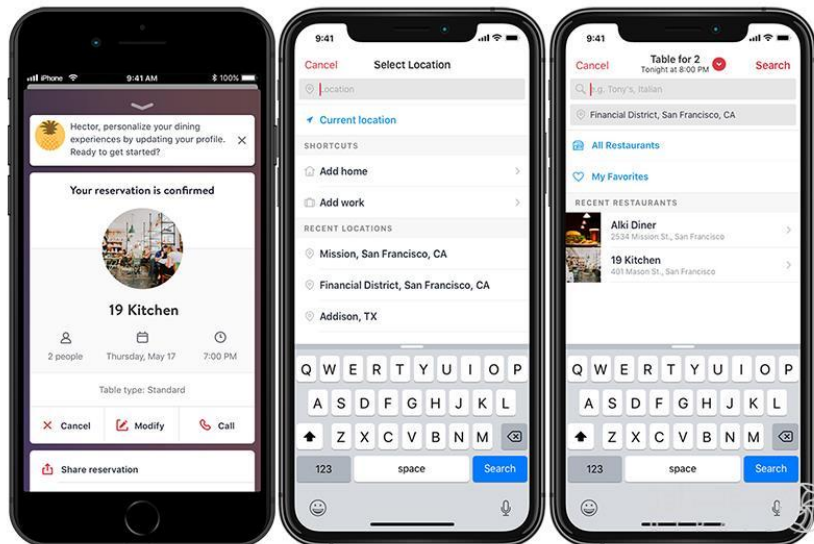 iPhone 9:41 AM 100%
Hector, personalize your dining
experiences by updating your profile.
Ready to get started?
Your reservation is confirmed
19 Kitchen
2 people Thursday, May 17 7:00 PM
Table type: Standard
Cancel Modify Call
Share reservation
9:41
Cancel Select Location
Location
Current location
SHORTCUTS
Add home
Add work
RECENT LOCATIONS
Mission, San Francisco, CA
Financial District, San Francisco, CA
Addison, TX
Q W E R T Y U I O P
A S D F G H J K L
Z X C V B N M
123 space Search
9:41
Cancel Table for 2 Search
Tonight at 8:00 PM
e.g. Tony's, Italian
Financial District, San Francisco, CA
All Restaurants
My Favorites
RECENT RESTAURANTS
Alki Diner
2534 Mission St., San Francisco
19 Kitchen
401 Mason St., San Francisco
Q W E R T Y U I O P
A S D F G H J K L
Z X C V B N M
123 space Search